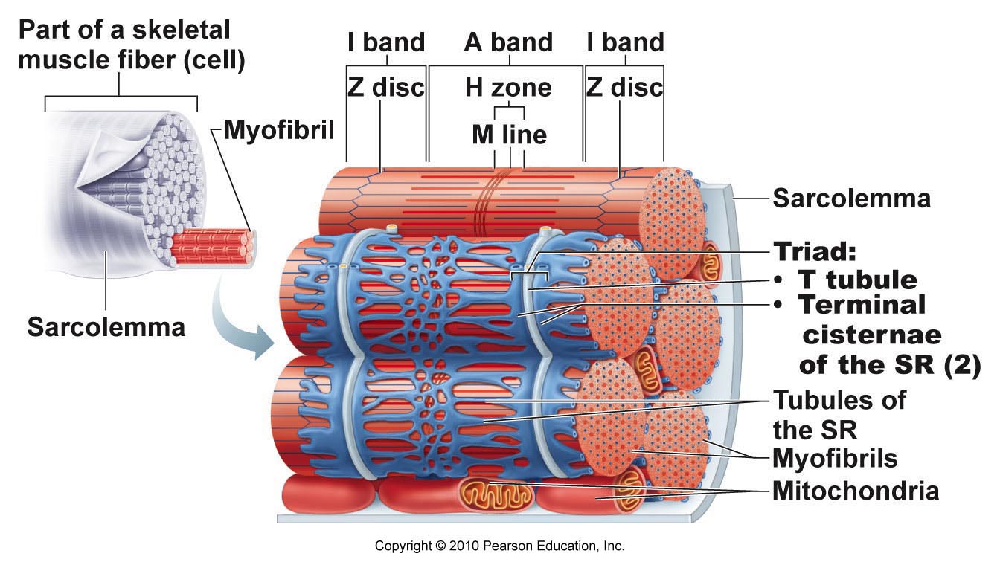 Part of a skeletal
muscle fiber (cell)
Myofibril
Sarcolemma
I band
A band
I band
Z disc
H zone
Z disc
M line
Sarcolemma
Triad:
• T tubule
• Terminal
cisternae
of the SR (2)
Tubules of
the SR
Myofibrils
Mitochondria
Copyright © 2010 Pearson Education, Inc.